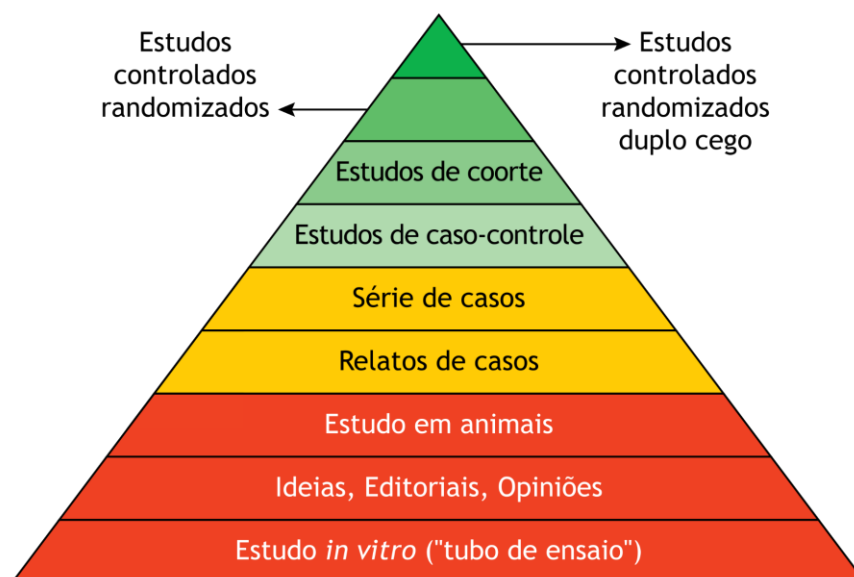 Estudos
controlados
randomizados
Estudos
controlados
randomizados
duplo cego
Estudos de coorte
Estudos de caso-controle
Série de casos
Relatos de casos
Estudo em animais
Ideias, Editoriais, Opiniões
Estudo in vitro ("tubo de ensaio")